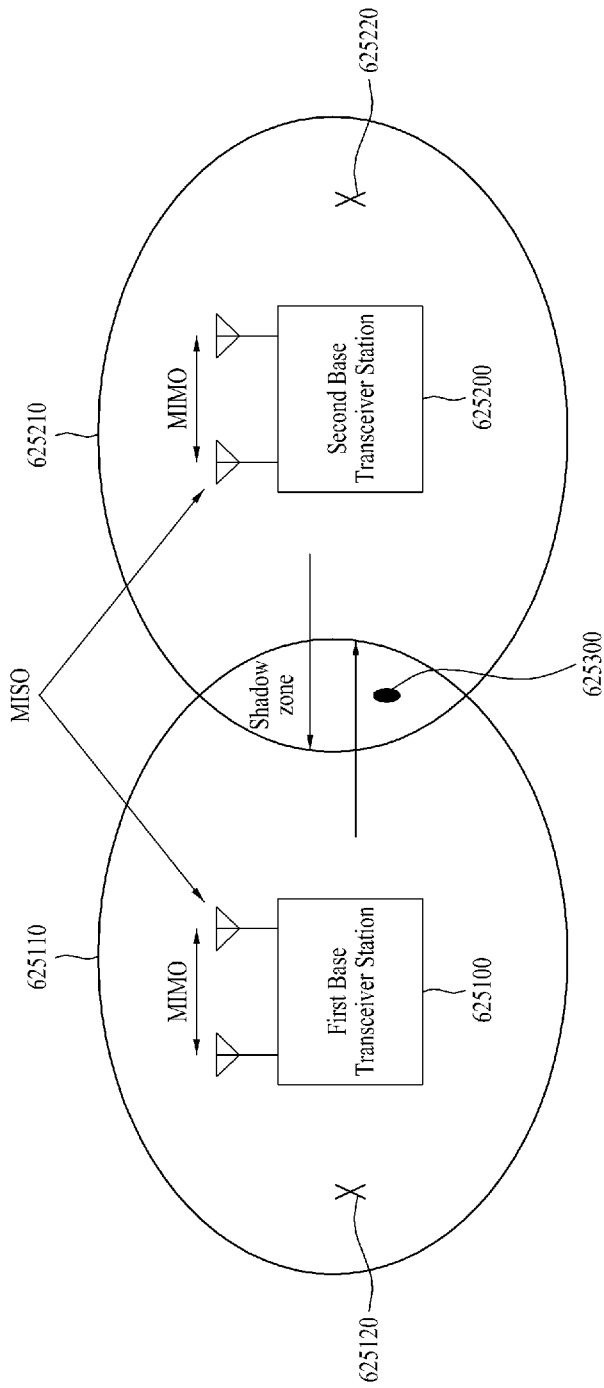 MISO
625110
625210
MIMO
MIMO
First Base
Transceiver Station
Shadow
zone
Second Base
Transceiver Station
625100
625200
625120
625220
625300